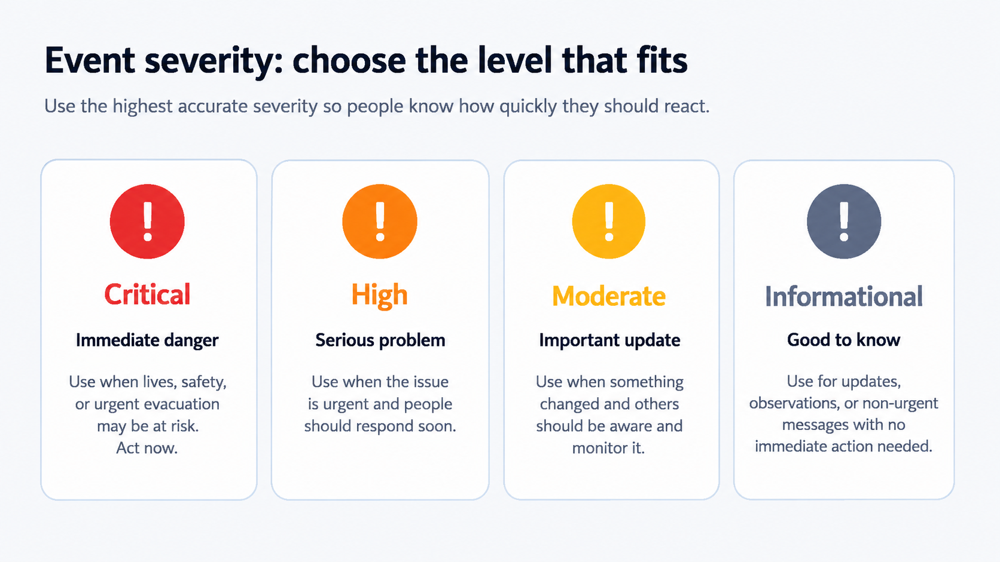 Event severity: choose the level that fits
Use the highest accurate severity so people know how quickly they should react.
!
Critical
Immediate danger
Use when lives, safety,
or urgent evacuation
may be at risk.
Act now.
!
High
Serious problem
Use when the issue
is urgent and people
should respond soon.
!
Moderate
Important update
Use when something
changed and others
should be aware and
monitor it.
!
Informational
Good to know
Use for updates,
observations, or non-urgent
messages with no
immediate action needed.